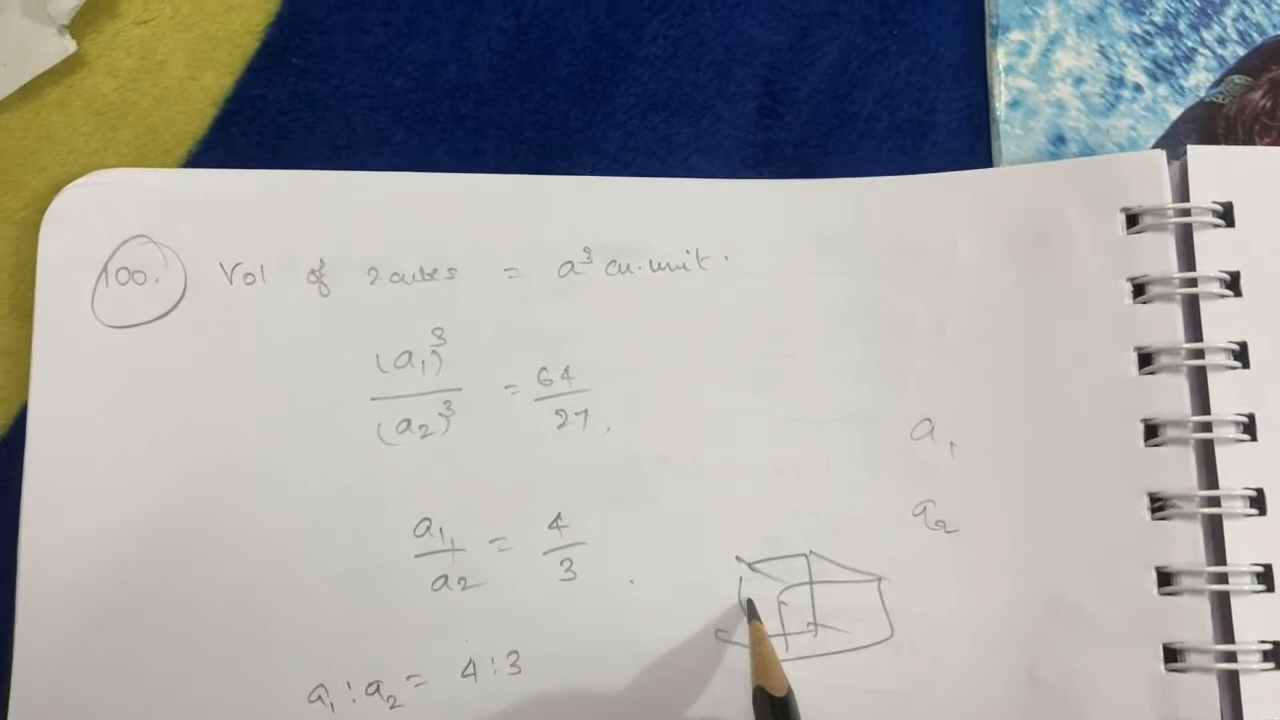 100. Vol of 2 cubes = a³ cu.unit.
(a₁)³ / (a₂)³ = 64 / 27,
a₁
a₂
a₁ / a₂ = 4 / 3 .
a₁ : a₂ = 4 : 3